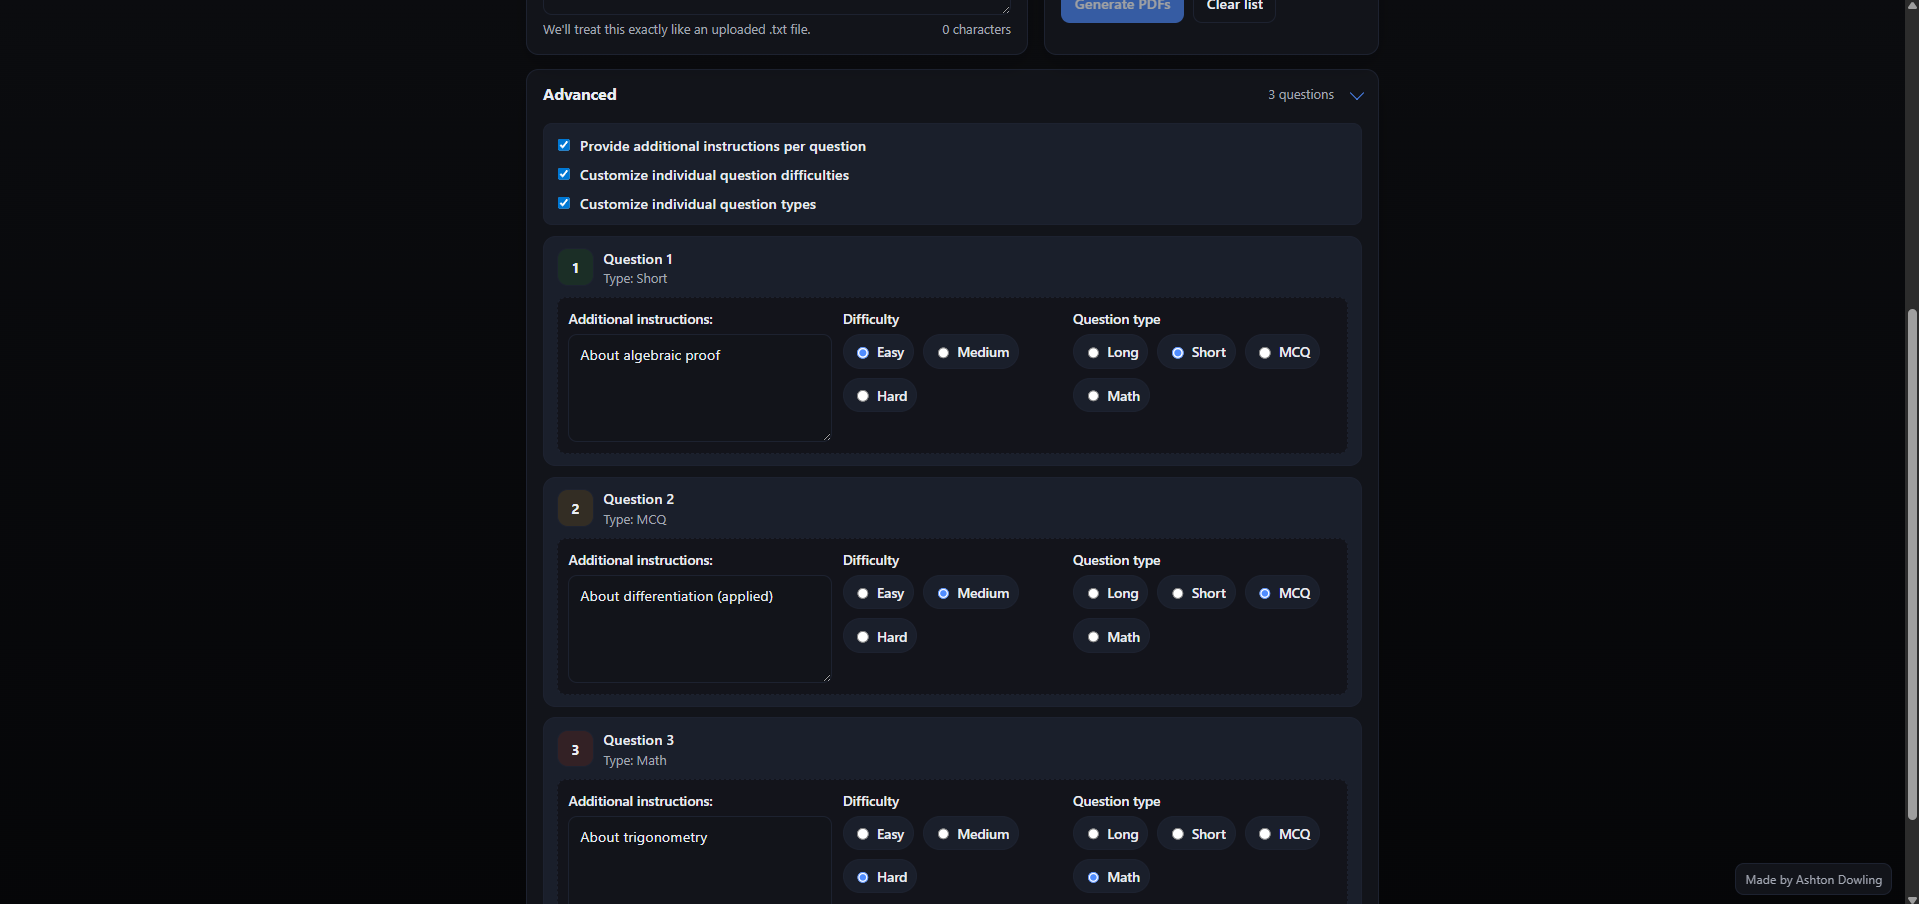 Generate PDFs
Clear list
We'll treat this exactly like an uploaded .txt file.
0 characters
Advanced
3 questions
Provide additional instructions per question
Customize individual question difficulties
Customize individual question types
1
Question 1
Type: Short
Additional instructions:
Difficulty
Question type
About algebraic proof
Easy
Medium
Long
Short
MCQ
Hard
Math
2
Question 2
Type: MCQ
Additional instructions:
Difficulty
Question type
About differentiation (applied)
Easy
Medium
Long
Short
MCQ
Hard
Math
3
Question 3
Type: Math
Additional instructions:
Difficulty
Question type
About trigonometry
Easy
Medium
Long
Short
MCQ
Hard
Math
Made by Ashton Dowling